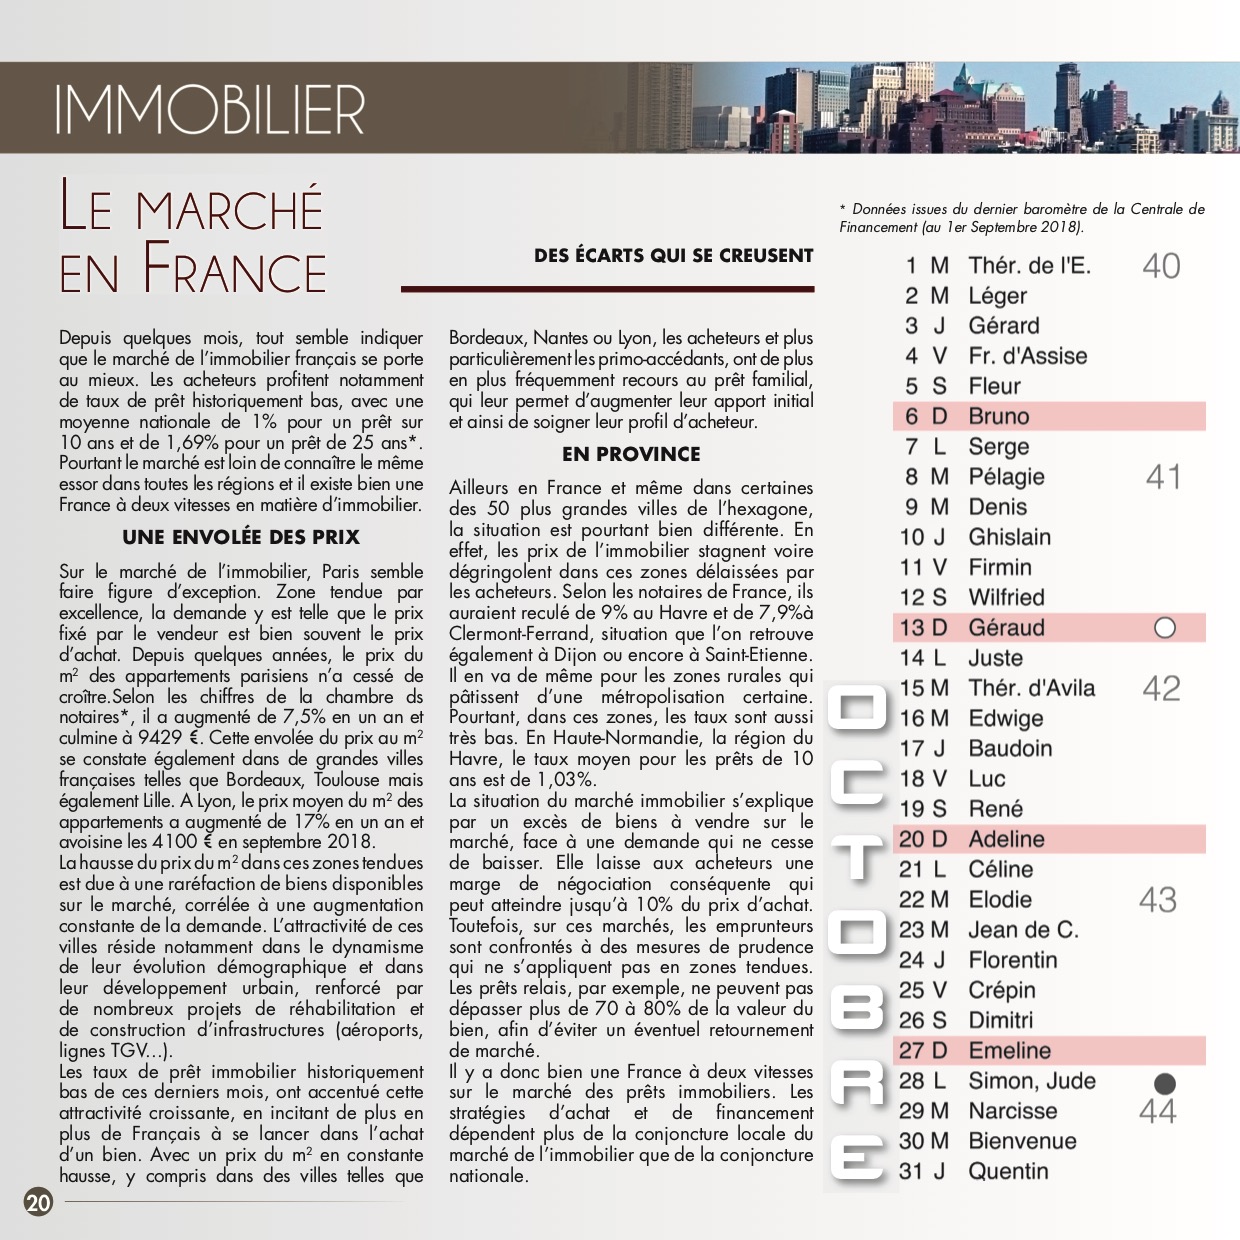 IMMOBILIER
LE MARCHÉ
EN FRANCE
DES ÉCARTS QUI SE CREUSENT
Depuis quelques mois, tout semble indiquer
que le marché de l'immobilier français se porte
au mieux. Les acheteurs profitent notamment
de taux de prêt historiquement bas, avec une
moyenne nationale de 1% pour un prêt sur
10 ans et de 1,69% pour un prêt de 25 ans*.
Pourtant le marché est loin de connaître le même
essor dans toutes les régions et il existe bien une
France à deux vitesses en matière d'immobilier.
UNE ENVOLÉE DES PRIX
Sur le marché de l'immobilier, Paris semble
faire figure d'exception. Zone tendue par
excellence, la demande y est telle que le prix
fixé par le vendeur est bien souvent le prix
d'achat. Depuis quelques années, le prix du
m² des appartements parisiens n'a cessé de
croître.Selon les chiffres de la chambre ds
notaires*, il a augmenté de 7,5% en un an et
culmine à 9429 €. Cette envolée du prix au m²
se constate également dans de grandes villes
françaises telles que Bordeaux, Toulouse mais
également Lille. A Lyon, le prix moyen du m² des
appartements a augmenté de 17% en un an et
avoisine les 4100 € en septembre 2018.
La hausse du prix du m² dans ces zones tendues
est due à une raréfaction de biens disponibles
sur le marché, corrélée à une augmentation
constante de la demande. L'attractivité de ces
villes réside notamment dans le dynamisme
de leur évolution démographique et dans
leur développement urbain, renforcé par
de nombreux projets de réhabilitation et
de construction d'infrastructures (aéroports,
lignes TGV...).
Les taux de prêt immobilier historiquement
bas de ces derniers mois, ont accentué cette
attractivité croissante, en incitant de plus en
plus de Français à se lancer dans l'achat
d'un bien. Avec un prix du m² en constante
hausse, y compris dans des villes telles que
Bordeaux, Nantes ou Lyon, les acheteurs et plus
particulièrement les primo-accédants, ont de plus
en plus fréquemment recours au prêt familial,
qui leur permet d'augmenter leur apport initial
et ainsi de soigner leur profil d'acheteur.
EN PROVINCE
Ailleurs en France et même dans certaines
des 50 plus grandes villes de l'hexagone,
la situation est pourtant bien différente. En
effet, les prix de l'immobilier stagnent voire
dégringolent dans ces zones délaissées par
les acheteurs. Selon les notaires de France, ils
auraient reculé de 9% au Havre et de 7,9%à
Clermont-Ferrand, situation que l'on retrouve
également à Dijon ou encore à Saint-Etienne.
Il en va de même pour les zones rurales qui
pâtissent d'une métropolisation certaine.
Pourtant, dans ces zones, les taux sont aussi
très bas. En Haute-Normandie, la région du
Havre, le taux moyen pour les prêts de 10
ans est de 1,03%.
La situation du marché immobilier s'explique
par un excès de biens à vendre sur le
marché, face à une demande qui ne cesse
de baisser. Elle laisse aux acheteurs une
marge de négociation conséquente qui
peut atteindre jusqu'à 10% du prix d'achat.
Toutefois, sur ces marchés, les emprunteurs
sont confrontés à des mesures de prudence
qui ne s'appliquent pas en zones tendues.
Les prêts relais, par exemple, ne peuvent pas
dépasser plus de 70 à 80% de la valeur du
bien, afin d'éviter un éventuel retournement
de marché.
Il y a donc bien une France à deux vitesses
sur le marché des prêts immobiliers. Les
stratégies d'achat et de financement
dépendent plus de la conjoncture locale du
marché de l'immobilier que de la conjoncture
nationale.
* Données issues du dernier baromètre de la Centrale de
Financement (au 1er Septembre 2018).
OCTOBRE
1 M Thér. de l'E. 40
2 M Léger
3 J Gérard
4 V Fr. d'Assise
5 S Fleur
6 D Bruno
7 L Serge
8 M Pélagie 41
9 M Denis
10 J Ghislain
11 V Firmin
12 S Wilfried
13 D Géraud
14 L Juste
15 M Thér. d'Avila 42
16 M Edwige
17 J Baudoin
18 V Luc
19 S René
20 D Adeline
21 L Céline
22 M Elodie 43
23 M Jean de C.
24 J Florentin
25 V Crépin
26 S Dimitri
27 D Emeline
28 L Simon, Jude
29 M Narcisse 44
30 M Bienvenue
31 J Quentin
20